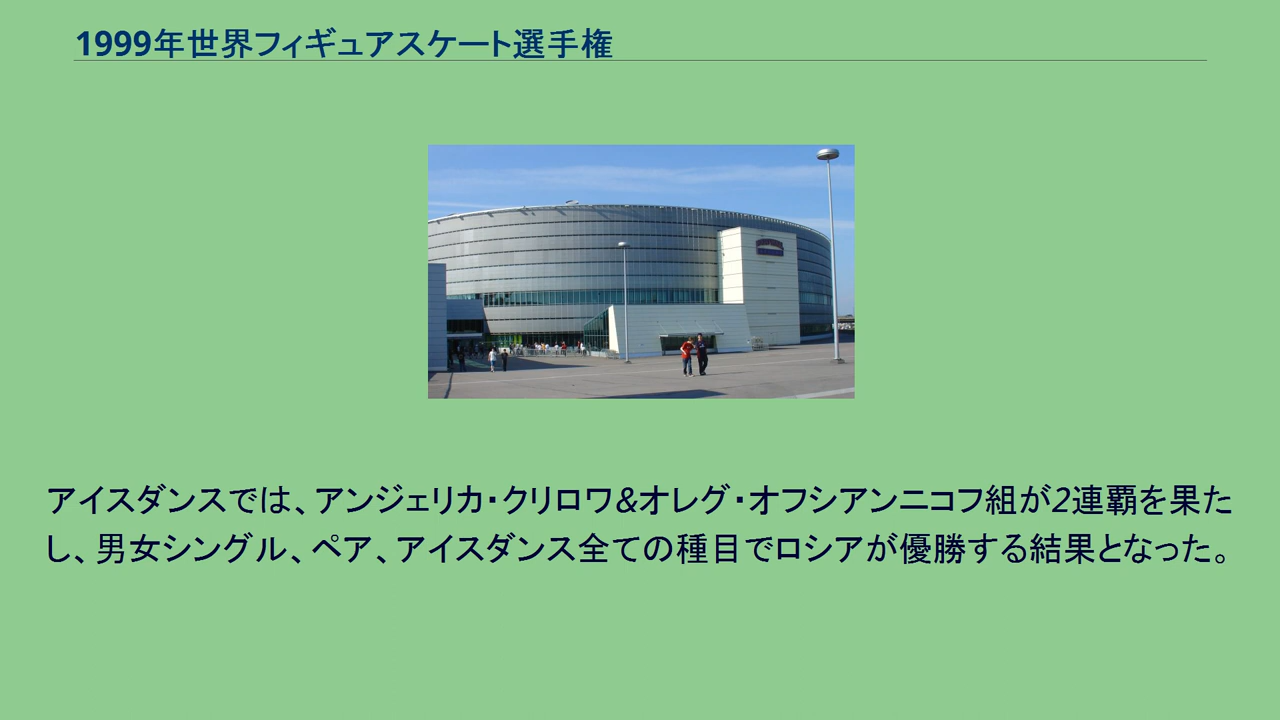 1999年世界フィギュアスケート選手権
アイスダンスでは、アンジェリカ・クリロワ&オレグ・オフシアンニコフ組が2連覇を果た
し、男女シングル、ペア、アイスダンス全ての種目でロシアが優勝する結果となった。